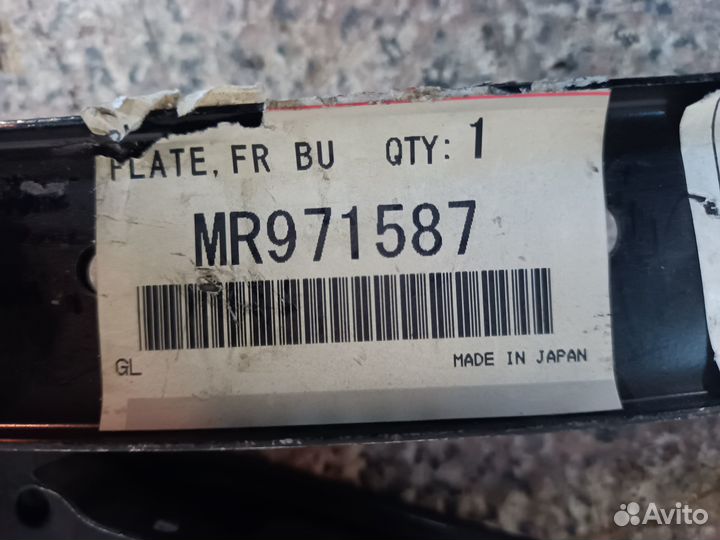 PLATE, FR BU QTY: 1
MR971587
GL MADE IN JAPAN
Avito